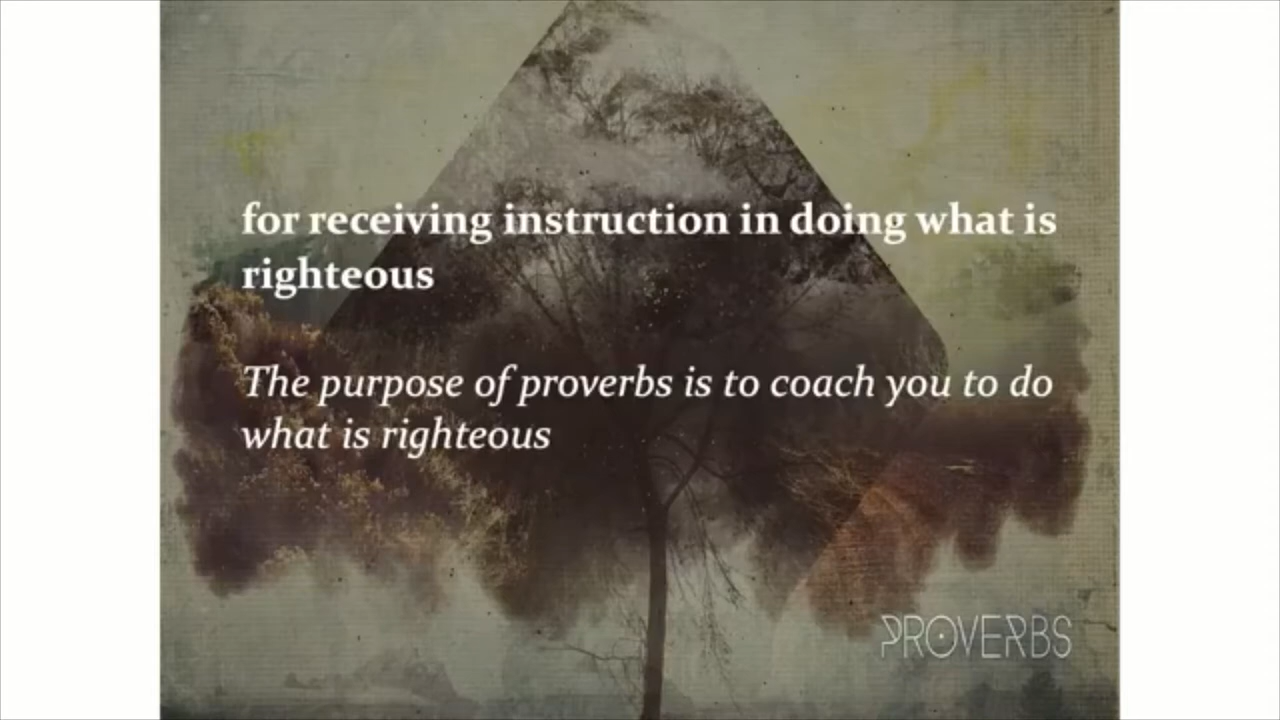 for receiving instruction in doing what is
righteous
The purpose of proverbs is to coach you to do
what is righteous
PROVERBS